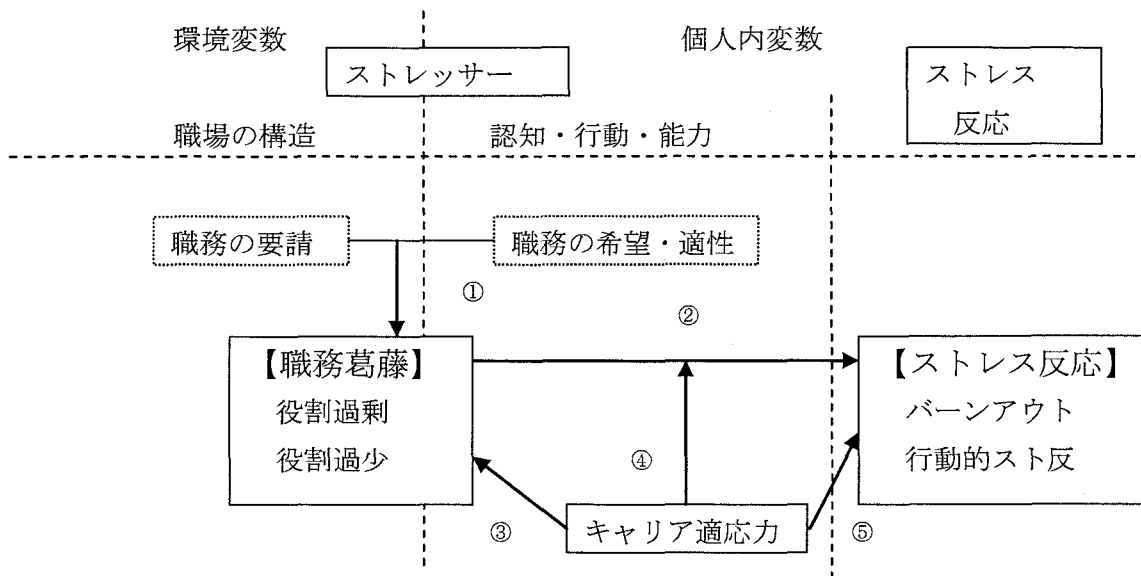 環境変数
個人内変数
ストレッサー
ストレス
反応
職場の構造
認知・行動・能力
職務の要請
職務の希望・適性
①
②
【職務葛藤】
役割過剰
役割過少
【ストレス反応】
バーンアウト
行動的スト反
④
③
キャリア適応力
⑤